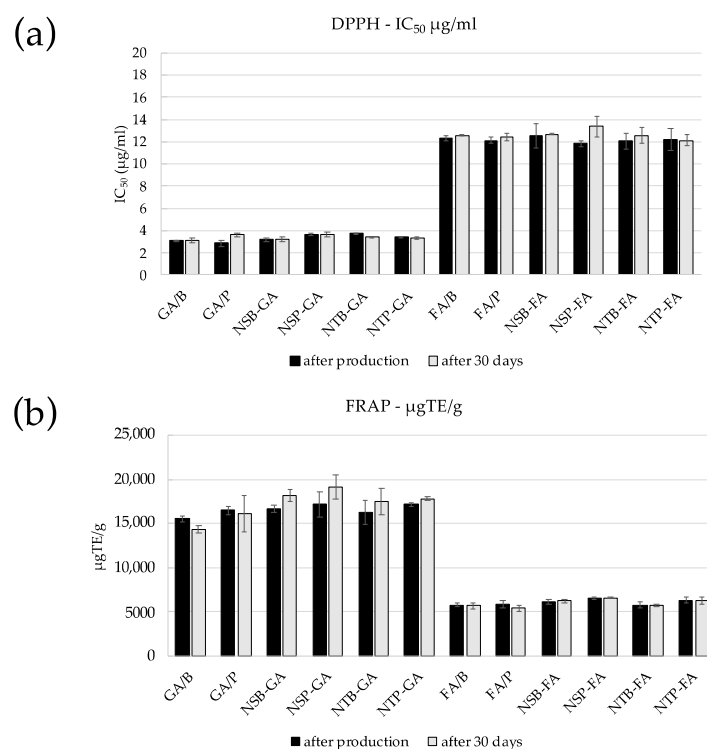 (a)
DPPH - IC50 µg/ml
IC50 (µg/ml)
20
18
16
14
12
10
8
6
4
2
0
GA/B
GA/P
NSB-GA
NSP-GA
NTB-GA
NTP-GA
FA/B
FA/P
NSB-FA
NSP-FA
NTB-FA
NTP-FA
after production
after 30 days
(b)
FRAP - µgTE/g
µgTE/g
25,000
20,000
15,000
10,000
5000
0
GA/B
GA/P
NSB-GA
NSP-GA
NTB-GA
NTP-GA
FA/B
FA/P
NSB-FA
NSP-FA
NTB-FA
NTP-FA
after production
after 30 days